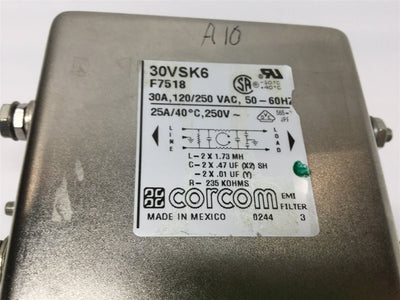 A10
30VSK6
F7518
30A, 120/250 VAC, 50-60HZ
25A/40°C, 250V~
LINE
LOAD
L-2 X 1.73 MH
C-2 X .47 UF (X2) SH
-2 X .01 UF (Y)
R- 235 KOHMS
corcom EMI FILTER
MADE IN MEXICO 0244 3